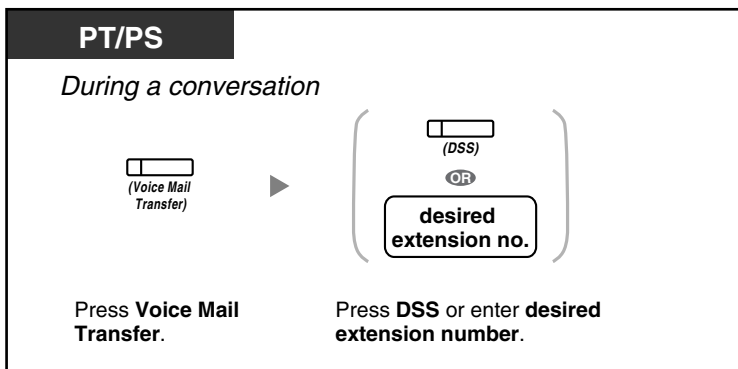 PT/PS
During a conversation
(Voice Mail
Transfer)
(DSS)
OR
desired
extension no.
Press Voice Mail
Transfer.
Press DSS or enter desired
extension number.